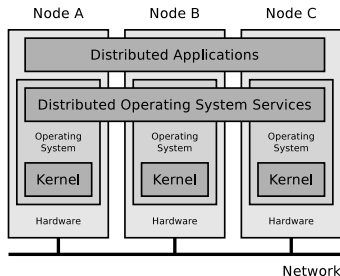 Node A Node B Node C
Distributed Applications
Distributed Operating System Services
Operating System Operating System Operating System
Kernel Kernel Kernel
Hardware Hardware Hardware
Network